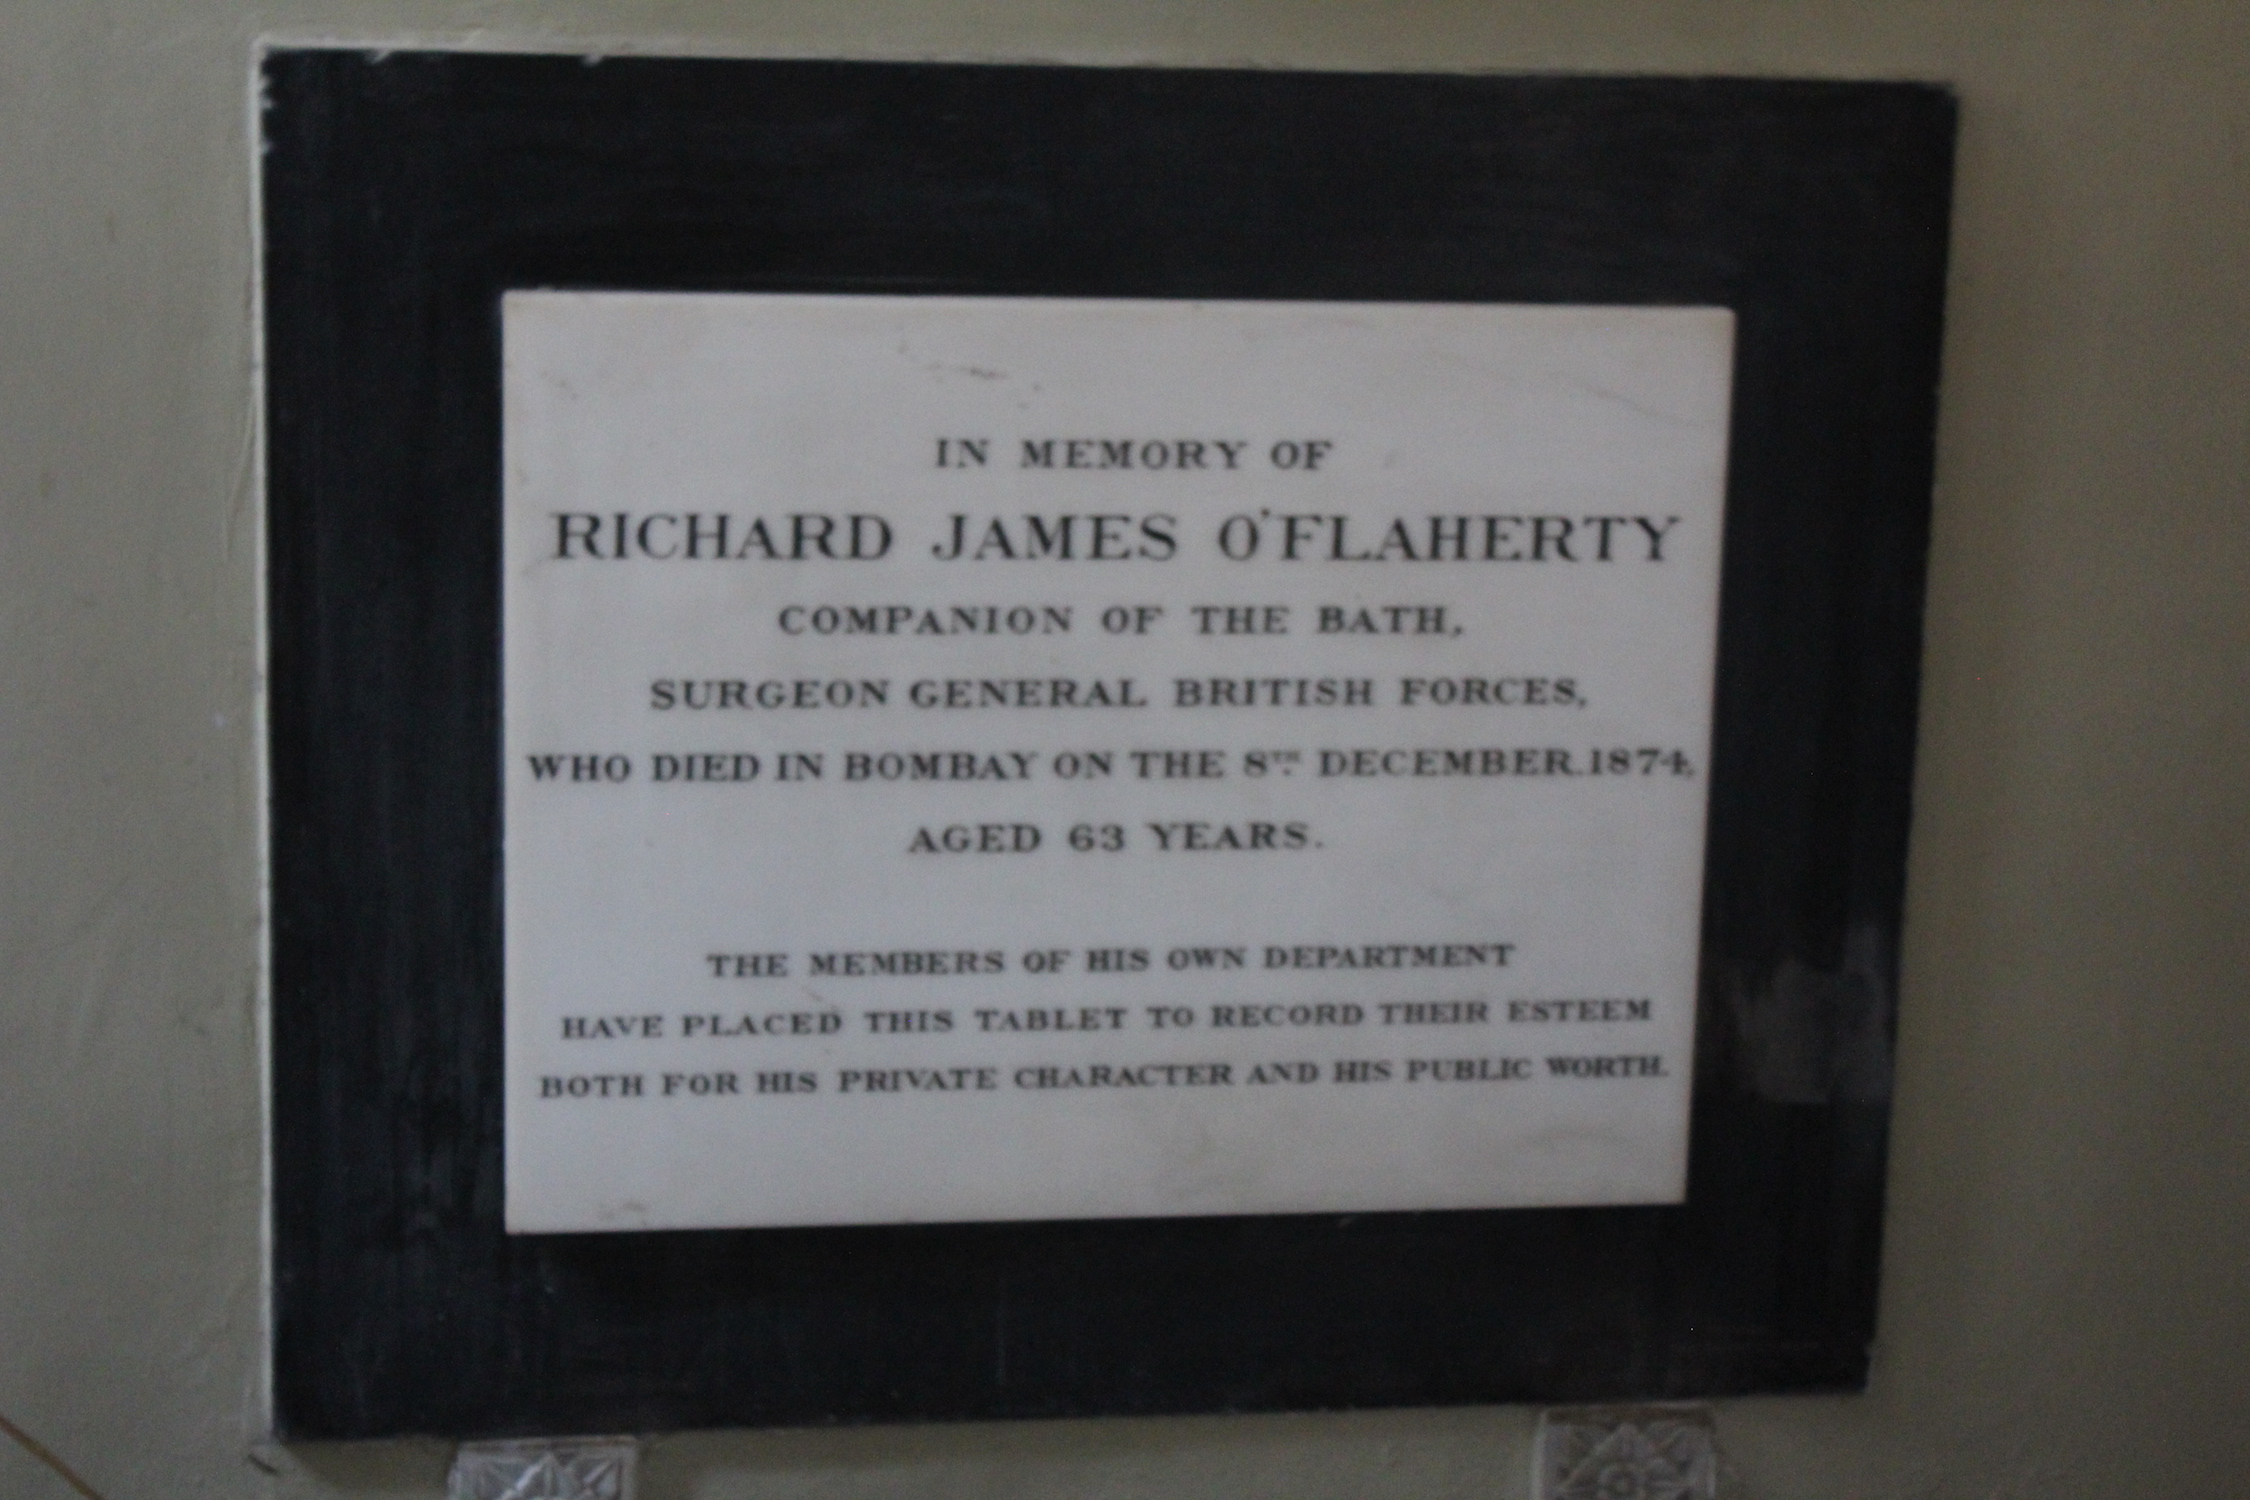 IN MEMORY OF
RICHARD JAMES O'FLAHERTY
COMPANION OF THE BATH,
SURGEON GENERAL BRITISH FORCES,
WHO DIED IN BOMBAY ON THE 8TH DECEMBER.1874,
AGED 63 YEARS.
THE MEMBERS OF HIS OWN DEPARTMENT
HAVE PLACED THIS TABLET TO RECORD THEIR ESTEEM
BOTH FOR HIS PRIVATE CHARACTER AND HIS PUBLIC WORTH.